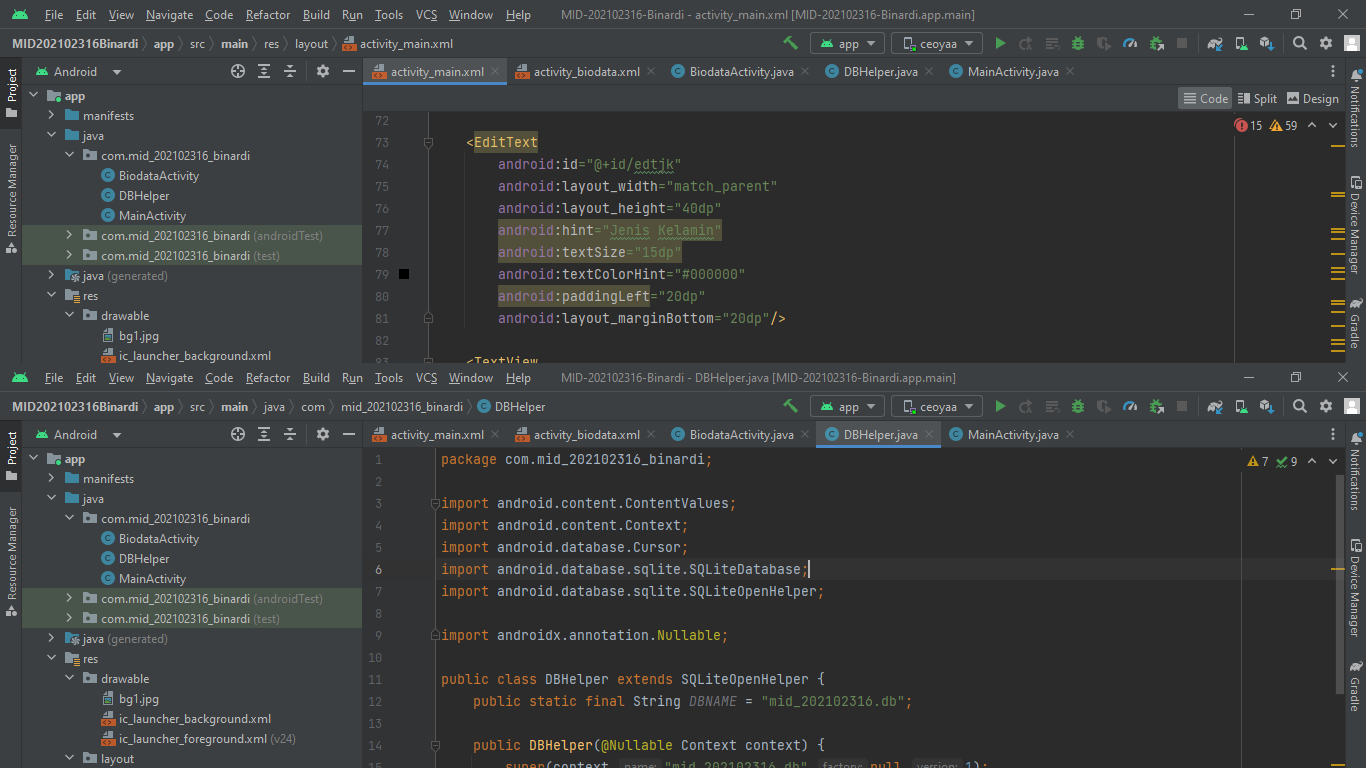 File Edit View Navigate Code Refactor Build Run Tools VCS Window Help MID-202102316-Binardi - activity_main.xml [MID-202102316-Binardi.app.main]
MID202102316Binardi app src main res layout activity_main.xml app ceoyaa
Project
Resource Manager
Android
app
manifests
java
com.mid_202102316_binardi
BiodataActivity
DBHelper
MainActivity
com.mid_202102316_binardi (androidTest)
com.mid_202102316_binardi (test)
java (generated)
res
drawable
bg1.jpg
ic_launcher_background.xml
activity_main.xml activity_biodata.xml BiodataActivity.java DBHelper.java MainActivity.java
Code Split Design
15 59
72
73 <EditText
74 android:id="@+id/edtjk"
75 android:layout_width="match_parent"
76 android:layout_height="40dp"
77 android:hint="Jenis Kelamin"
78 android:textSize="15dp"
79 android:textColorHint="#000000"
80 android:paddingLeft="20dp"
81 android:layout_marginBottom="20dp"/>
82
83 <TextView
Notifications
Device Manager
Gradle
File Edit View Navigate Code Refactor Build Run Tools VCS Window Help MID-202102316-Binardi - DBHelper.java [MID-202102316-Binardi.app.main]
MID202102316Binardi app src main java com mid_202102316_binardi DBHelper app ceoyaa
Project
Resource Manager
Android
app
manifests
java
com.mid_202102316_binardi
BiodataActivity
DBHelper
MainActivity
com.mid_202102316_binardi (androidTest)
com.mid_202102316_binardi (test)
java (generated)
res
drawable
bg1.jpg
ic_launcher_background.xml
ic_launcher_foreground.xml (v24)
layout
activity_main.xml activity_biodata.xml BiodataActivity.java DBHelper.java MainActivity.java
7 9
1 package com.mid_202102316_binardi;
2
3 import android.content.ContentValues;
4 import android.content.Context;
5 import android.database.Cursor;
6 import android.database.sqlite.SQLiteDatabase;
7 import android.database.sqlite.SQLiteOpenHelper;
8
9 import androidx.annotation.Nullable;
10
11 public class DBHelper extends SQLiteOpenHelper {
12 public static final String DBNAME = "mid_202102316.db";
13
14 public DBHelper(@Nullable Context context) {
15 super(context, name: "mid_202102316.db", factory: null, version: 1);
Notifications
Device Manager
Gradle